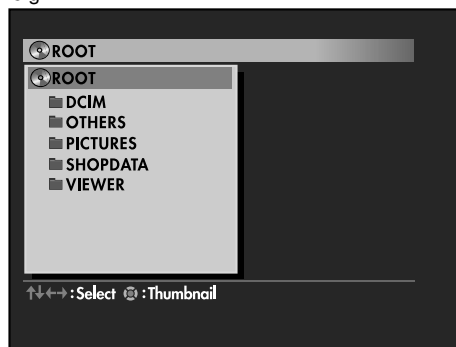 ROOT
ROOT
DCIM
OTHERS
PICTURES
SHOPDATA
VIEWER
↑↓←→:Select :Thumbnail